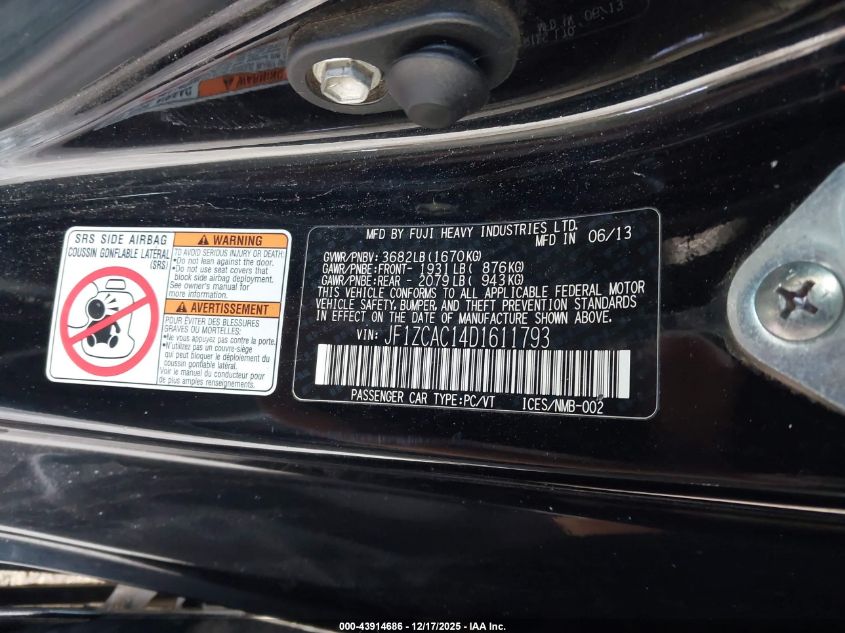 M'D IN 06/13
SRS SIDE AIRBAG
COUSSIN GONFLABLE LATERAL
(SRS)
WARNING
TO AVOID SERIOUS INJURY OR DEATH:
•Do not lean against the door.
•Do not use seat covers that
block side airbag deployment.
See owner's manual for
more information.
AVERTISSEMENT
POUR ÉVITER DES BLESSURES
GRAVES OU MORTELLES:
•Ne vous appuyez pas contre la porte.
•Ne pas utilisez un couvre-siège
qui peut bloquer le déploiement du
coussin gonflable latéral.
Voir le manuel du conducteur pour
de plus amples renseignements.
MFD BY FUJI HEAVY INDUSTRIES LTD.
MFD IN 06/13
GVWR/PNBV: 3682LB(1670KG)
GAWR/PNBE:FRONT- 1931LB( 876KG)
GAWR/PNBE:REAR - 2079LB( 943KG)
THIS VEHICLE CONFORMS TO ALL APPLICABLE FEDERAL MOTOR
VEHICLE SAFETY,BUMPER,AND THEFT PREVENTION STANDARDS
IN EFFECT ON THE DATE OF MANUFACTURE SHOWN ABOVE.
VIN: JF1ZCAC14D1611793
PASSENGER CAR TYPE:PC/VT ICES/NMB-002
000-43914686 - 12/17/2025 - IAA Inc.